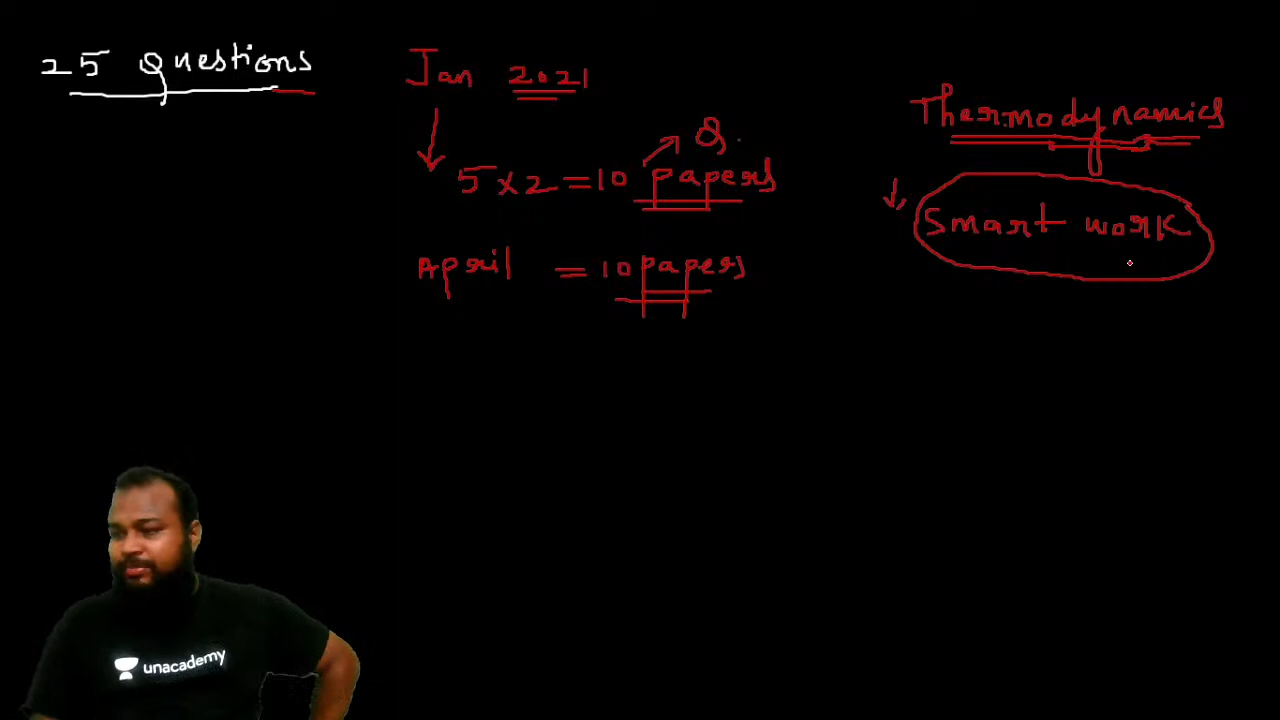 25 Questions
Jan 2021
Q.
5 x 2 = 10 papers
April = 10 papers
Thermodynamics
Smart work
unacademy